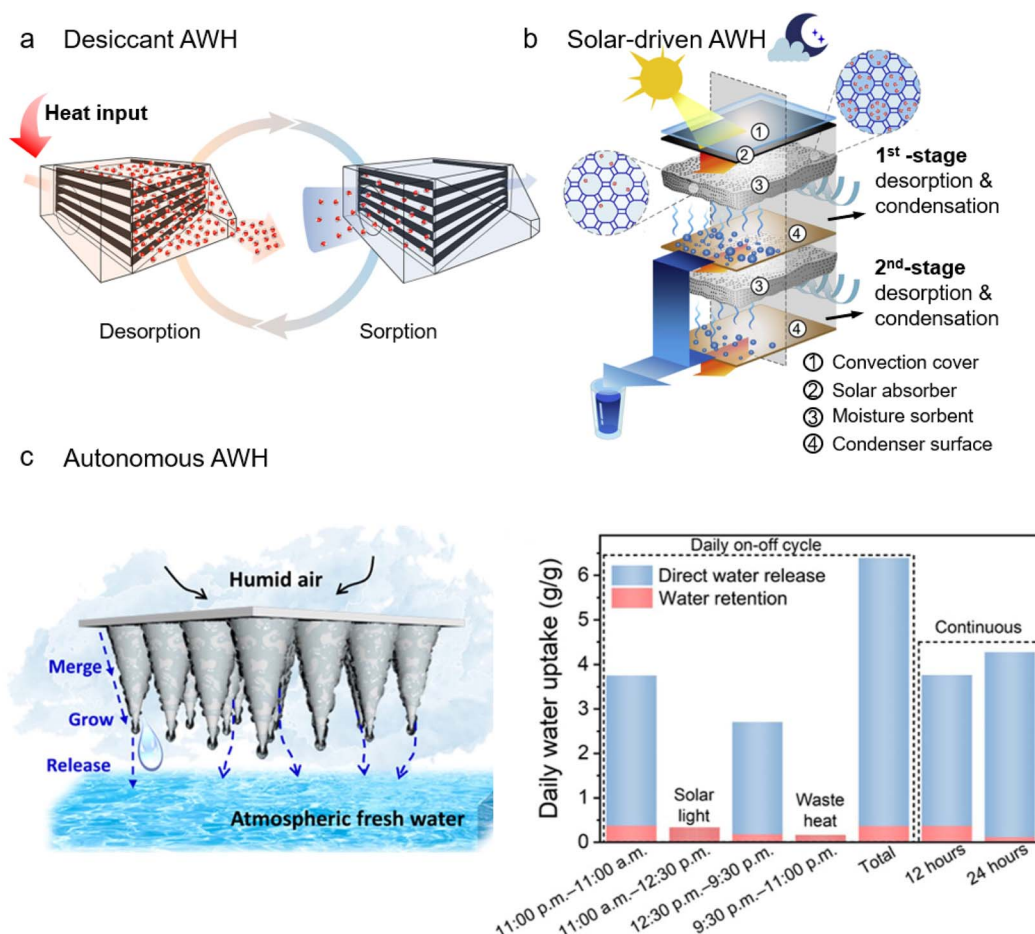 a Desiccant AWH
Heat input
Desorption
Sorption
b Solar-driven AWH
①
②
③
④
③
④
1st -stage
desorption &
condensation
2nd-stage
desorption &
condensation
① Convection cover
② Solar absorber
③ Moisture sorbent
④ Condenser surface
c Autonomous AWH
Humid air
Merge
Grow
Release
Atmospheric fresh water
Daily water uptake (g/g)
6
5
4
3
2
1
0
Daily on-off cycle
Direct water release
Water retention
Continuous
Solar
light
Waste
heat
11:00 p.m.–11:00 a.m.
11:00 a.m.–12:30 p.m.
12:30 p.m.–9:30 p.m.
9:30 p.m.–11:00 p.m.
Total
12 hours
24 hours